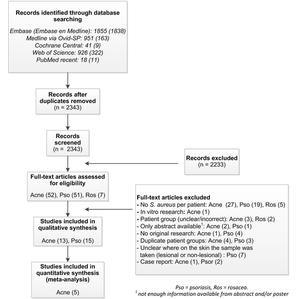 Records identified through database
searching
Embase (Embase en Medline): 1855 (1838)
Medline via Ovid-SP: 951 (163)
Cochrane Central: 41 (9)
Web of Science: 926 (322)
PubMed recent: 18 (11)
Records after
duplicates removed
(n = 2343)
Records
screened
(n = 2343)
Records excluded
(n = 2233)
Full-text articles assessed
for eligibility
Acne (52), Pso (51), Ros (7)
Full-text articles excluded
- No S. aureus per patient: Acne (27), Pso (19), Ros (5)
- In vitro research: Acne (1)
- Patient group (unclear/incorrect): Acne (3), Ros (2)
- Only abstract available¹: Acne (2), Pso (1)
- No original research: Acne (1), Pso (4)
- Duplicate patient groups: Acne (4), Pso (3)
- Unclear where on the skin the sample was
taken (lesional or non-lesional) : Pso (7)
- Case report: Acne (1), Psor (2)
Studies included in
qualitative synthesis
Acne (13), Pso (15)
Studies included in
quantitative synthesis
(meta-analysis)
Acne (5)
Pso = psoriasis, Ros = rosacea.
¹ not enough information available from abstract and/or poster